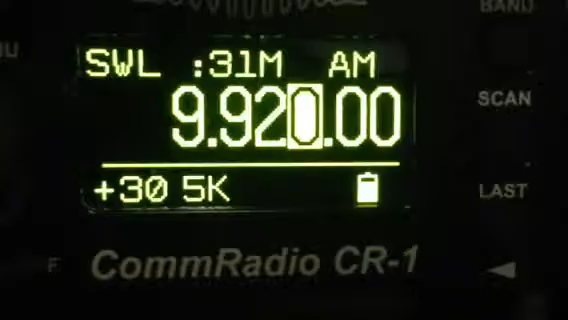 BAND
SWL :31M AM
9.920.00
SCAN
+30 5K
LAST
F
CommRadio CR-1